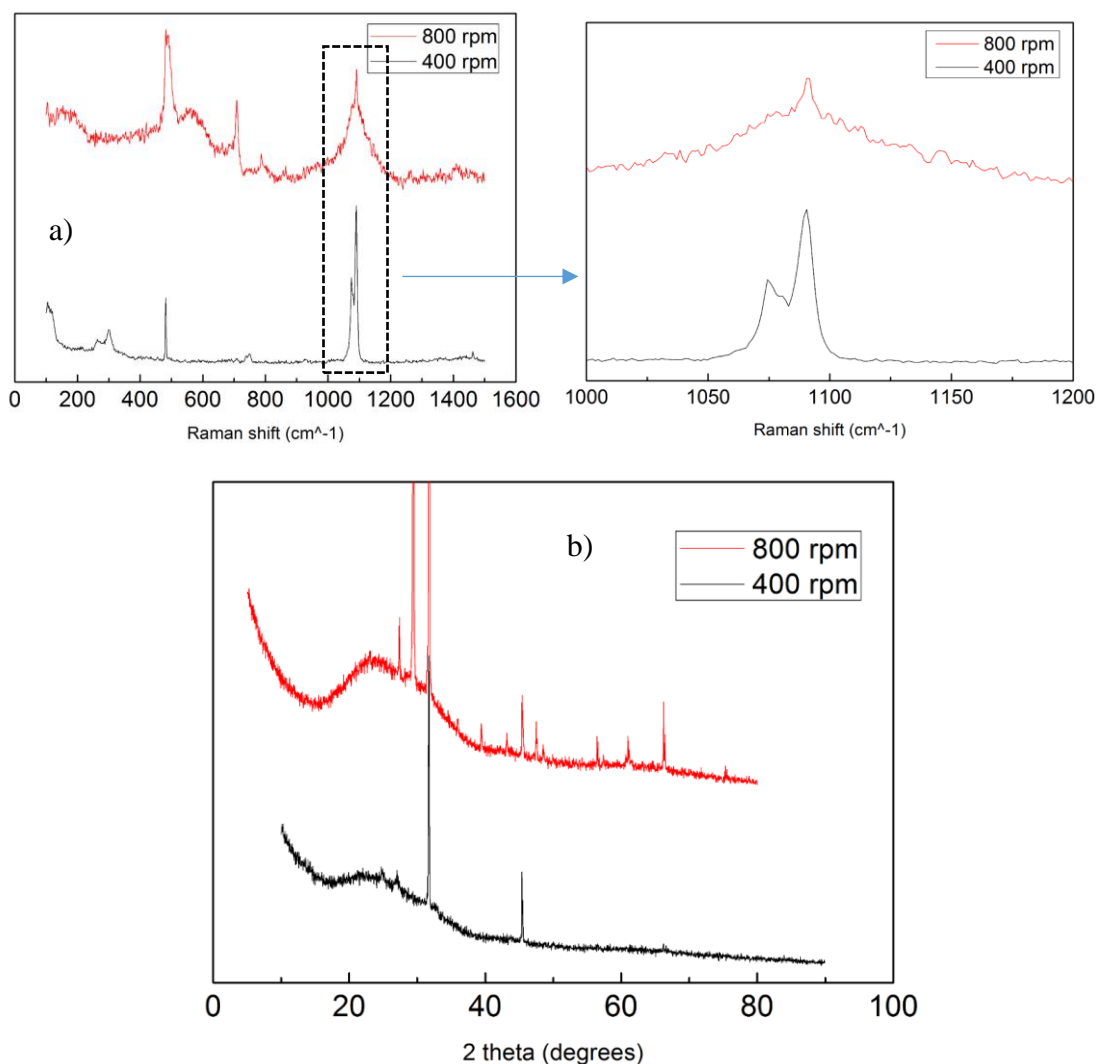 800 rpm
400 rpm
a)
0 200 400 600 800 1000 1200 1400 1600
Raman shift (cm^-1)
800 rpm
400 rpm
1000 1050 1100 1150 1200
Raman shift (cm^-1)
b)
800 rpm
400 rpm
0 20 40 60 80 100
2 theta (degrees)